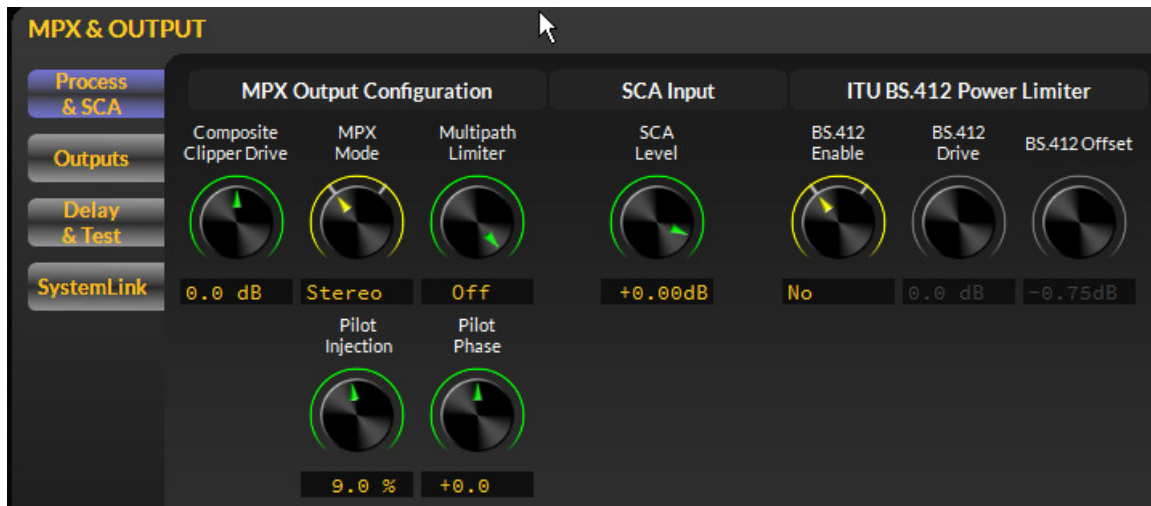 MPX & OUTPUT
Process
& SCA
Outputs
Delay
& Test
SystemLink
MPX Output Configuration
SCA Input
ITU BS.412 Power Limiter
Composite
Clipper Drive
MPX
Mode
Multipath
Limiter
SCA
Level
BS.412
Enable
BS.412
Drive
BS.412 Offset
0.0 dB
Stereo
Off
+0.00dB
No
0.0 dB
-0.75dB
Pilot
Injection
Pilot
Phase
9.0 %
+0.0